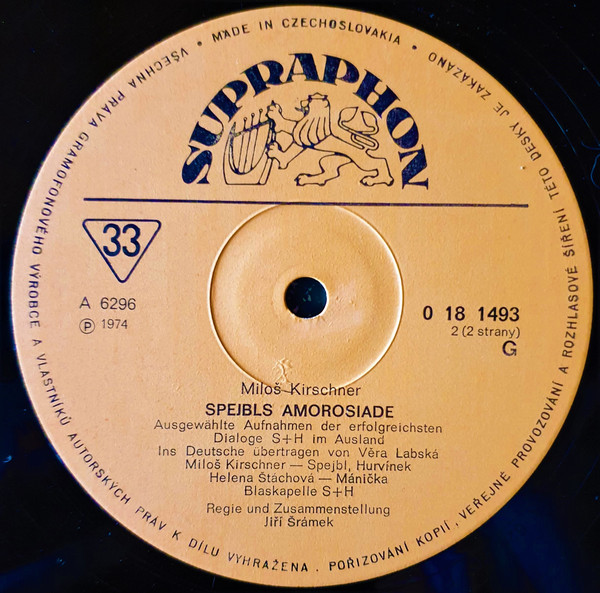 VŠECHNA PRÁVA GRAMOFONOVÉHO VÝROBCE A VLASTNÍKŮ AUTORSKÝCH PRÁV K DÍLU VYHRAŽENA . POŘIZOVÁNÍ KOPIÍ, VEŘEJNÉ PROVOZOVÁNÍ A ROZHLASOVÉ ŠÍŘENÍ TÉTO DESKY JE ZAKÁZÁNO
• MADE IN CZECHOSLOVAKIA •
SUPRAPHON
33
A 6296
Ⓟ 1974
0 18 1493
2 (2 strany)
G
Miloš Kirschner
SPEJBLS AMOROSIADE
Ausgewählte Aufnahmen der erfolgreichsten
Dialoge S+H im Ausland
Ins Deutsche übertragen von Věra Labská
Miloš Kirschner — Spejbl, Hurvínek
Helena Štáchová — Mánička
Blaskapelle S+H
Regie und Zusammenstellung
Jiří Šrámek